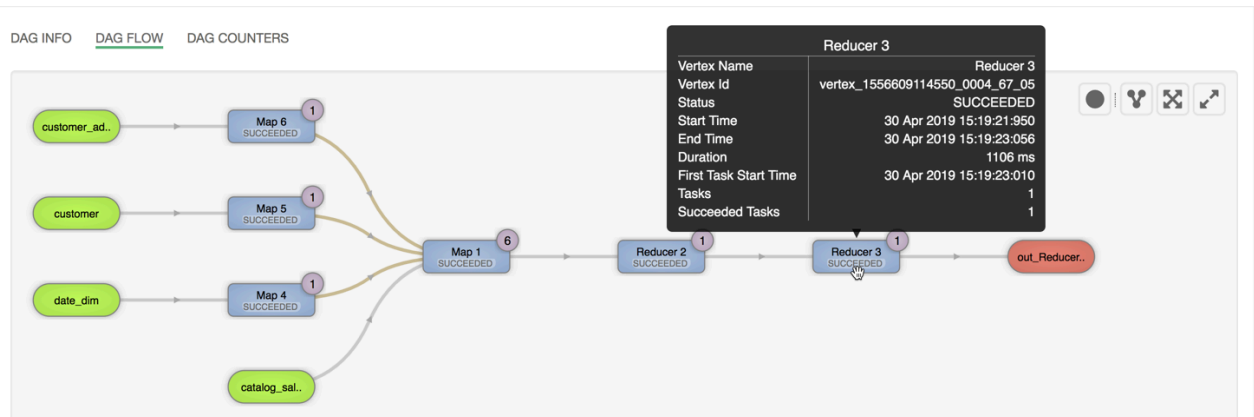 DAG INFO DAG FLOW DAG COUNTERS
Reducer 3
Vertex Name Reducer 3
Vertex Id vertex_1556609114550_0004_67_05
Status SUCCEEDED
Start Time 30 Apr 2019 15:19:21:950
End Time 30 Apr 2019 15:19:23:056
Duration 1106 ms
First Task Start Time 30 Apr 2019 15:19:23:010
Tasks 1
Succeeded Tasks 1
customer_ad..
Map 6
SUCCEEDED
1
customer
Map 5
SUCCEEDED
1
date_dim
Map 4
SUCCEEDED
1
catalog_sal..
Map 1
SUCCEEDED
6
Reducer 2
SUCCEEDED
1
Reducer 3
SUCCEEDED
1
out_Reducer..